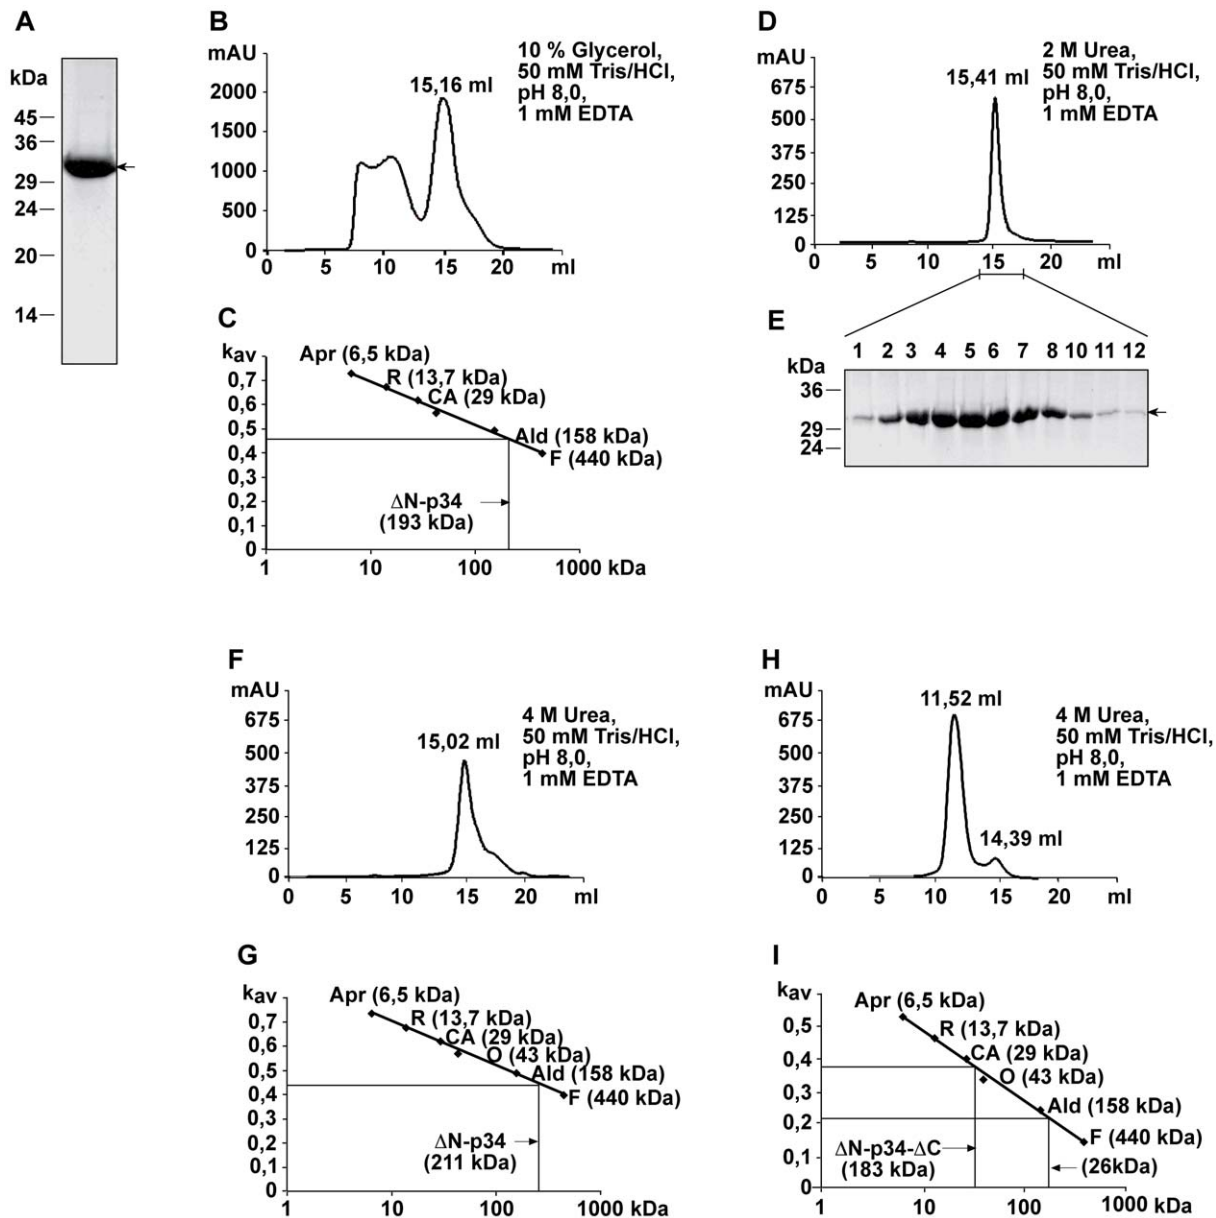 A
kDa
45
36
29
24
20
14
B
mAU
2000
1500
1000
500
0
0 5 10 15 20 ml
15,16 ml
10 % Glycerol,
50 mM Tris/HCl,
pH 8,0,
1 mM EDTA
C
kav
0,7
0,6
0,5
0,4
0,3
0,2
0,1
0
1 10 100 1000 kDa
Apr (6,5 kDa)
R (13,7 kDa)
CA (29 kDa)
Ald (158 kDa)
F (440 kDa)
ΔN-p34
(193 kDa)
D
mAU
675
500
375
250
125
0
0 5 10 15 20 ml
15,41 ml
2 M Urea,
50 mM Tris/HCl,
pH 8,0,
1 mM EDTA
E
1 2 3 4 5 6 7 8 10 11 12
kDa
36
29
24
F
mAU
675
500
375
250
125
0
0 5 10 15 20 ml
15,02 ml
4 M Urea,
50 mM Tris/HCl,
pH 8,0,
1 mM EDTA
G
kav
0,7
0,6
0,5
0,4
0,3
0,2
0,1
0
1 10 100 1000 kDa
Apr (6,5 kDa)
R (13,7 kDa)
CA (29 kDa)
O (43 kDa)
Ald (158 kDa)
F (440 kDa)
ΔN-p34
(211 kDa)
H
mAU
675
500
375
250
125
0
0 5 10 15 20 ml
11,52 ml
14,39 ml
4 M Urea,
50 mM Tris/HCl,
pH 8,0,
1 mM EDTA
I
kav
0,5
0,4
0,3
0,2
0,1
0
1 10 100 1000 kDa
Apr (6,5 kDa)
R (13,7 kDa)
CA (29 kDa)
O (43 kDa)
Ald (158 kDa)
F (440 kDa)
ΔN-p34-ΔC
(183 kDa)
(26kDa)